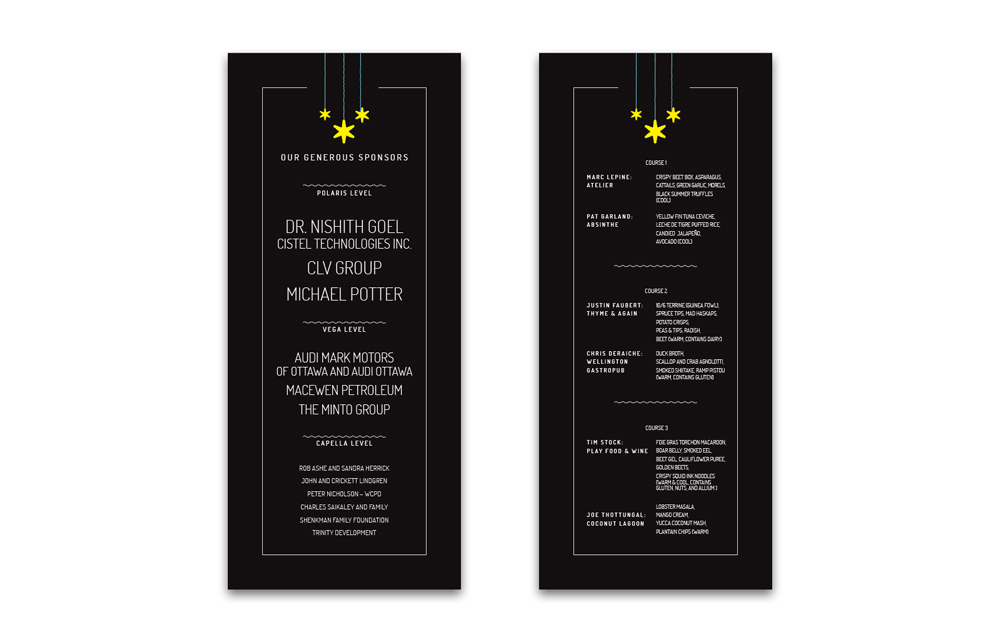 OUR GENEROUS SPONSORS
POLARIS LEVEL
DR. NISHITH GOEL
CISTEL TECHNOLOGIES INC.
CLV GROUP
MICHAEL POTTER
VEGA LEVEL
AUDI MARK MOTORS
OF OTTAWA AND AUDI OTTAWA
MACEWEN PETROLEUM
THE MINTO GROUP
CAPELLA LEVEL
ROB ASHE AND SANDRA HERRICK
JOHN AND CRICKETT LINDGREN
PETER NICHOLSON – WCPD
CHARLES SAIKALEY AND FAMILY
SHENKMAN FAMILY FOUNDATION
TRINITY DEVELOPMENT
COURSE 1
MARC LEPINE:
ATELIER
CRISPY BEET BOX, ASPARAGUS,
CATTAILS, GREEN GARLIC, MORELS,
BLACK SUMMER TRUFFLES
(COOL)
PAT GARLAND:
ABSINTHE
YELLOW FIN TUNA CEVICHE,
LECHE DE TIGRE PUFFED RICE,
CANDIED JALAPEÑO,
AVOCADO (COOL)
COURSE 2
JUSTIN FAUBERT:
THYME & AGAIN
10/6 TERRINE (GUINEA FOWL),
SPRUCE TIPS, MAD HASKAPS,
POTATO CRISPS,
PEAS & TIPS, RADISH,
BEET (WARM, CONTAINS DAIRY)
CHRIS DERAICHE:
WELLINGTON
GASTROPUB
DUCK BROTH,
SCALLOP AND CRAB AGNOLOTTI,
SMOKED SHIITAKE, RAMP PISTOU
(WARM, CONTAINS GLUTEN)
COURSE 3
TIM STOCK:
PLAY FOOD & WINE
FOIE GRAS TORCHON MACAROON,
BOAR BELLY, SMOKED EEL,
BEET GEL, CAULIFLOWER PUREE,
GOLDEN BEETS,
CRISPY SQUID INK NOODLES
(WARM & COOL, CONTAINS
GLUTEN, NUTS, AND ALLIUM )
JOE THOTTUNGAL:
COCONUT LAGOON
LOBSTER MASALA,
MANGO CREAM,
YUCCA COCONUT MASH,
PLANTAIN CHIPS (WARM)